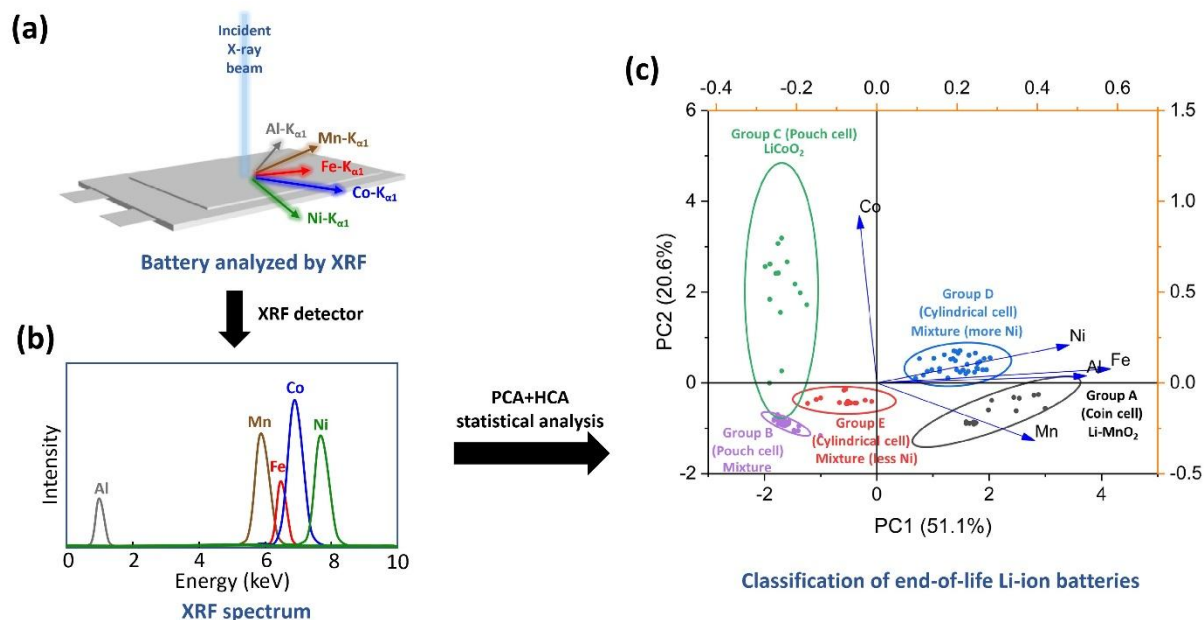 (a)
Incident
X-ray
beam
Al-Kα1
Mn-Kα1
Fe-Kα1
Co-Kα1
Ni-Kα1
Battery analyzed by XRF
XRF detector
(b)
Intensity
Al
Mn
Fe
Co
Ni
0 2 4 6 8 10
Energy (keV)
XRF spectrum
PCA+HCA
statistical analysis
(c)
-0.4 -0.2 0.0 0.2 0.4 0.6
6
4
2
0
-2
PC2 (20.6%)
1.5
1.0
0.5
0.0
-0.5
Group C (Pouch cell)
LiCoO2
Co
Group D
(Cylindrical cell)
Mixture (more Ni)
Ni
Al Fe
Group A
(Coin cell)
Li-MnO2
Mn
Group B
(Pouch cell)
Mixture
Group E
(Cylindrical cell)
Mixture (less Ni)
-2 0 2 4
PC1 (51.1%)
Classification of end-of-life Li-ion batteries